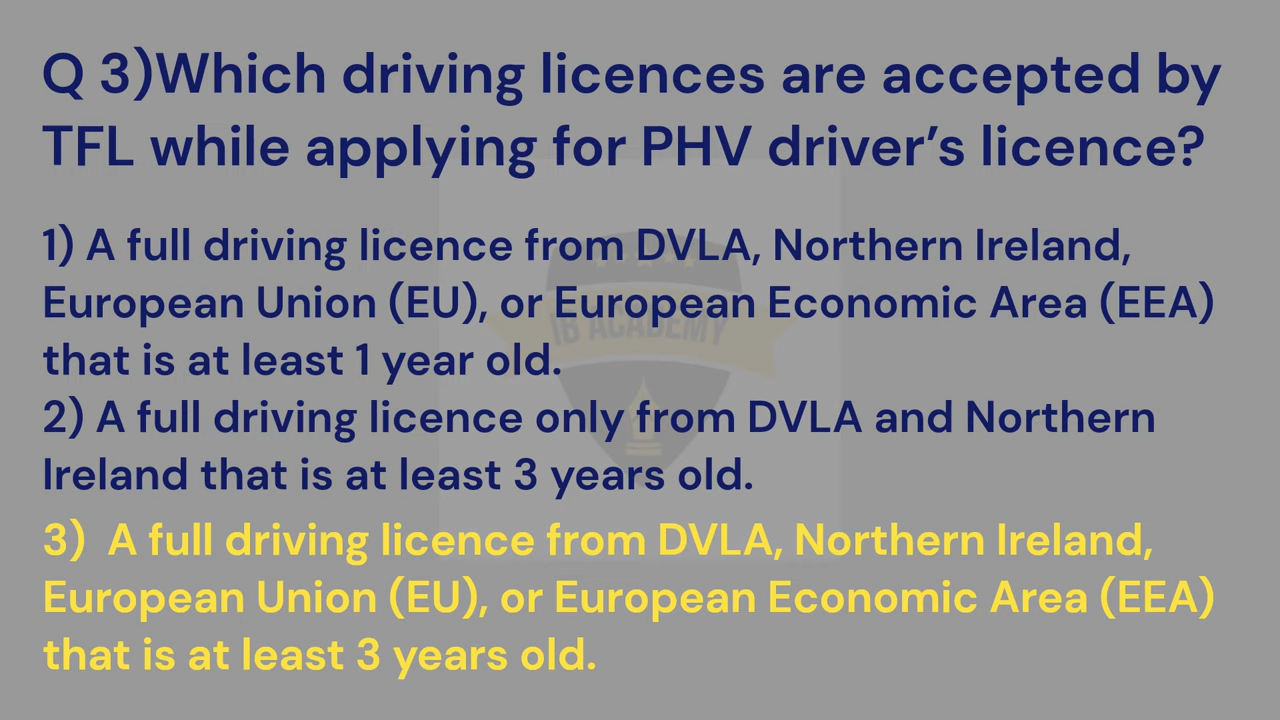 Q 3)Which driving licences are accepted by
TFL while applying for PHV driver’s licence?
1) A full driving licence from DVLA, Northern Ireland,
European Union (EU), or European Economic Area (EEA)
that is at least 1 year old.
2) A full driving licence only from DVLA and Northern
Ireland that is at least 3 years old.
3) A full driving licence from DVLA, Northern Ireland,
European Union (EU), or European Economic Area (EEA)
that is at least 3 years old.
IB ACADEMY